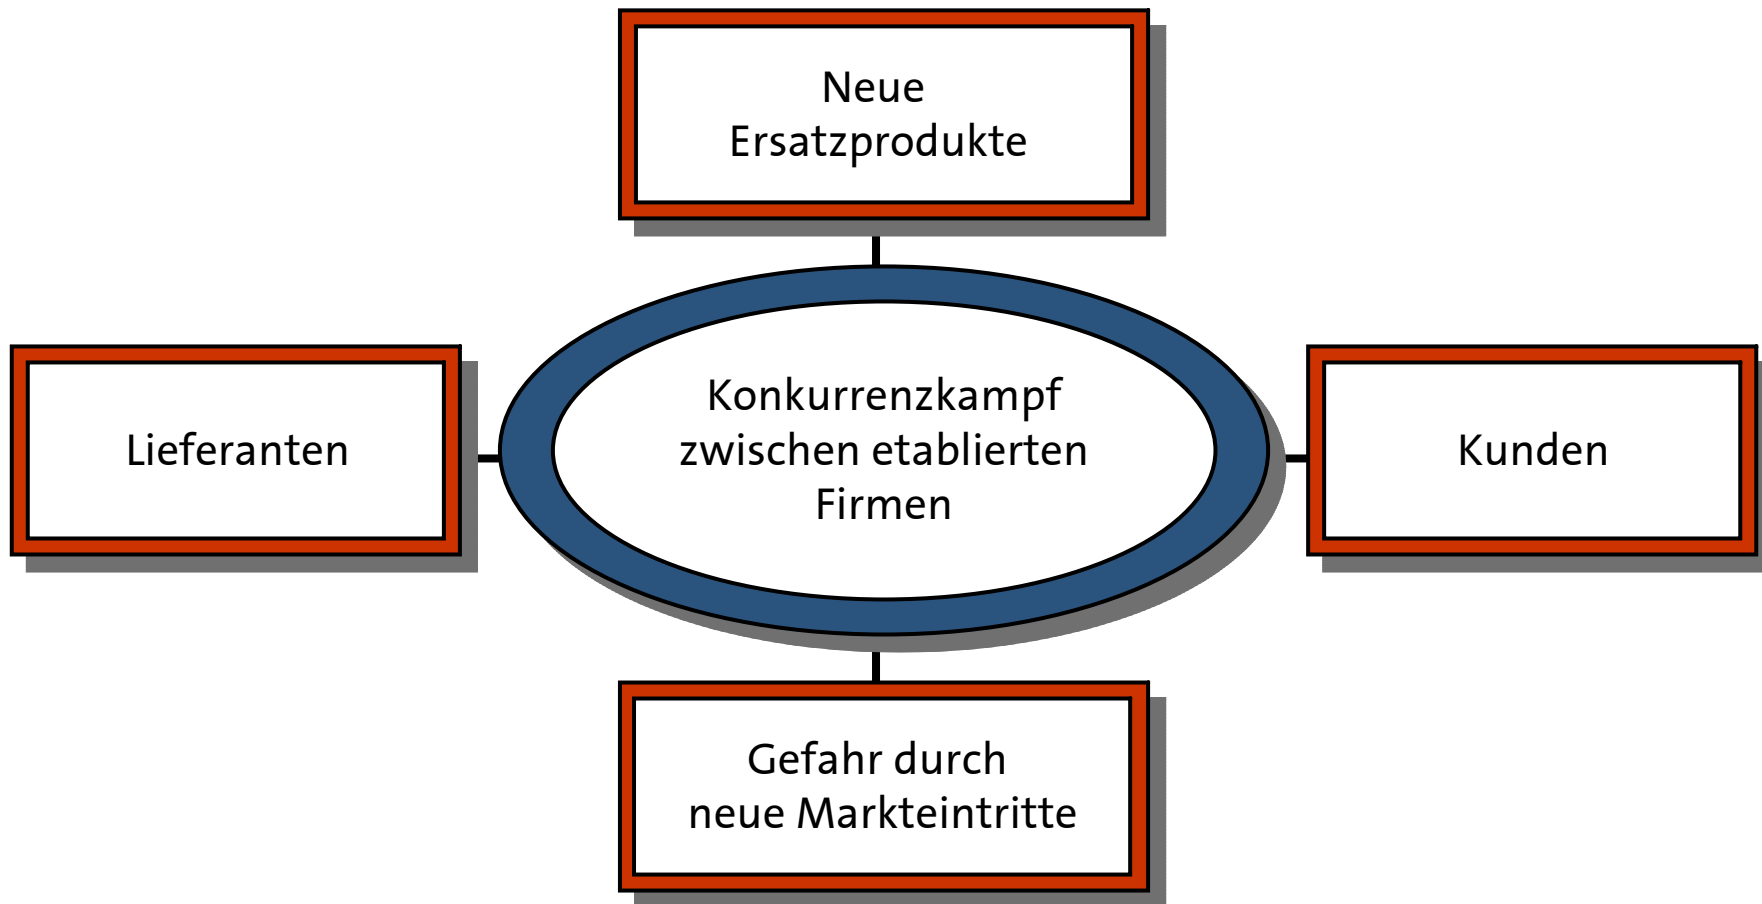 Neue
Ersatzprodukte
Lieferanten
Konkurrenzkampf
zwischen etablierten
Firmen
Kunden
Gefahr durch
neue Markteintritte